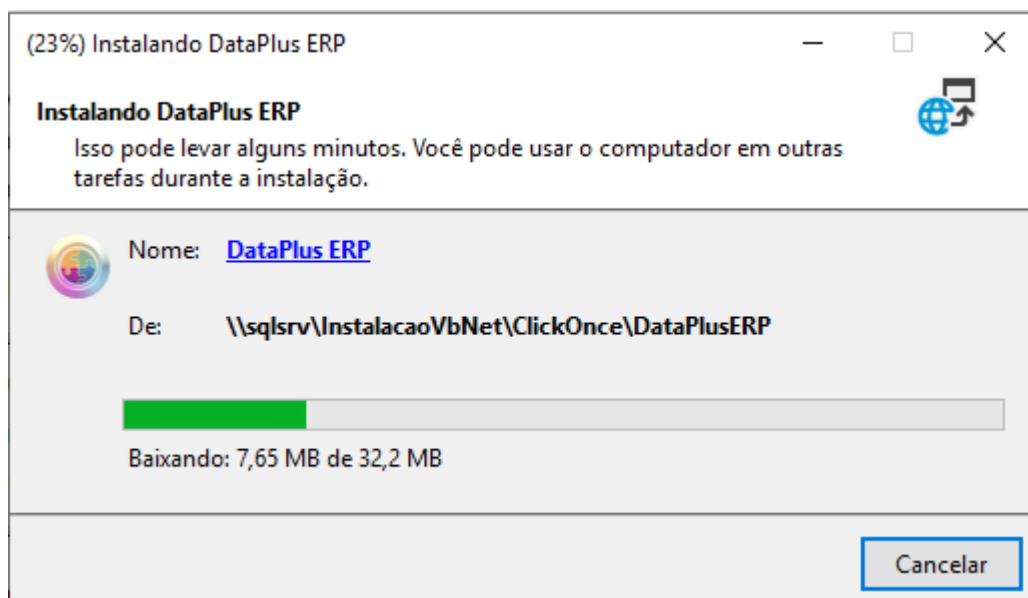 (23%) Instalando DataPlus ERP
Instalando DataPlus ERP
Isso pode levar alguns minutos. Você pode usar o computador em outras
tarefas durante a instalação.
Nome: DataPlus ERP
De: \\sqlsrv\InstalacaoVbNet\ClickOnce\DataPlusERP
Baixando: 7,65 MB de 32,2 MB
Cancelar